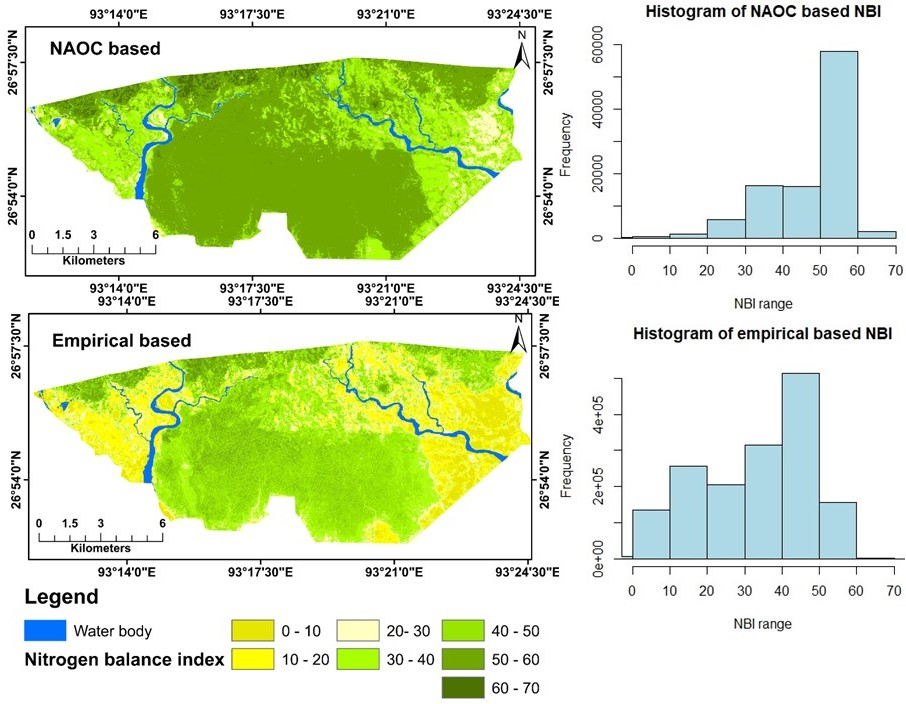 93°14'0"E 93°17'30"E 93°21'0"E 93°24'30"E
NAOC based
N
26°57'30"N 26°57'30"N
26°54'0"N 26°54'0"N
0 1.5 3 6
Kilometers
93°14'0"E 93°17'30"E 93°21'0"E 93°24'30"E
Histogram of NAOC based NBI
Frequency
60000
40000
20000
0
0 10 20 30 40 50 60 70
NBI range
93°14'0"E 93°17'30"E 93°21'0"E 93°24'30"E
Empirical based
N
26°57'30"N 26°57'30"N
26°54'0"N 26°54'0"N
0 1.5 3 6
Kilometers
93°14'0"E 93°17'30"E 93°21'0"E 93°24'30"E
Histogram of empirical based NBI
Frequency
4e+05
2e+05
0e+00
0 10 20 30 40 50 60 70
NBI range
Legend
Water body 0 - 10 20- 30 40 - 50
Nitrogen balance index 10 - 20 30 - 40 50 - 60
60 - 70